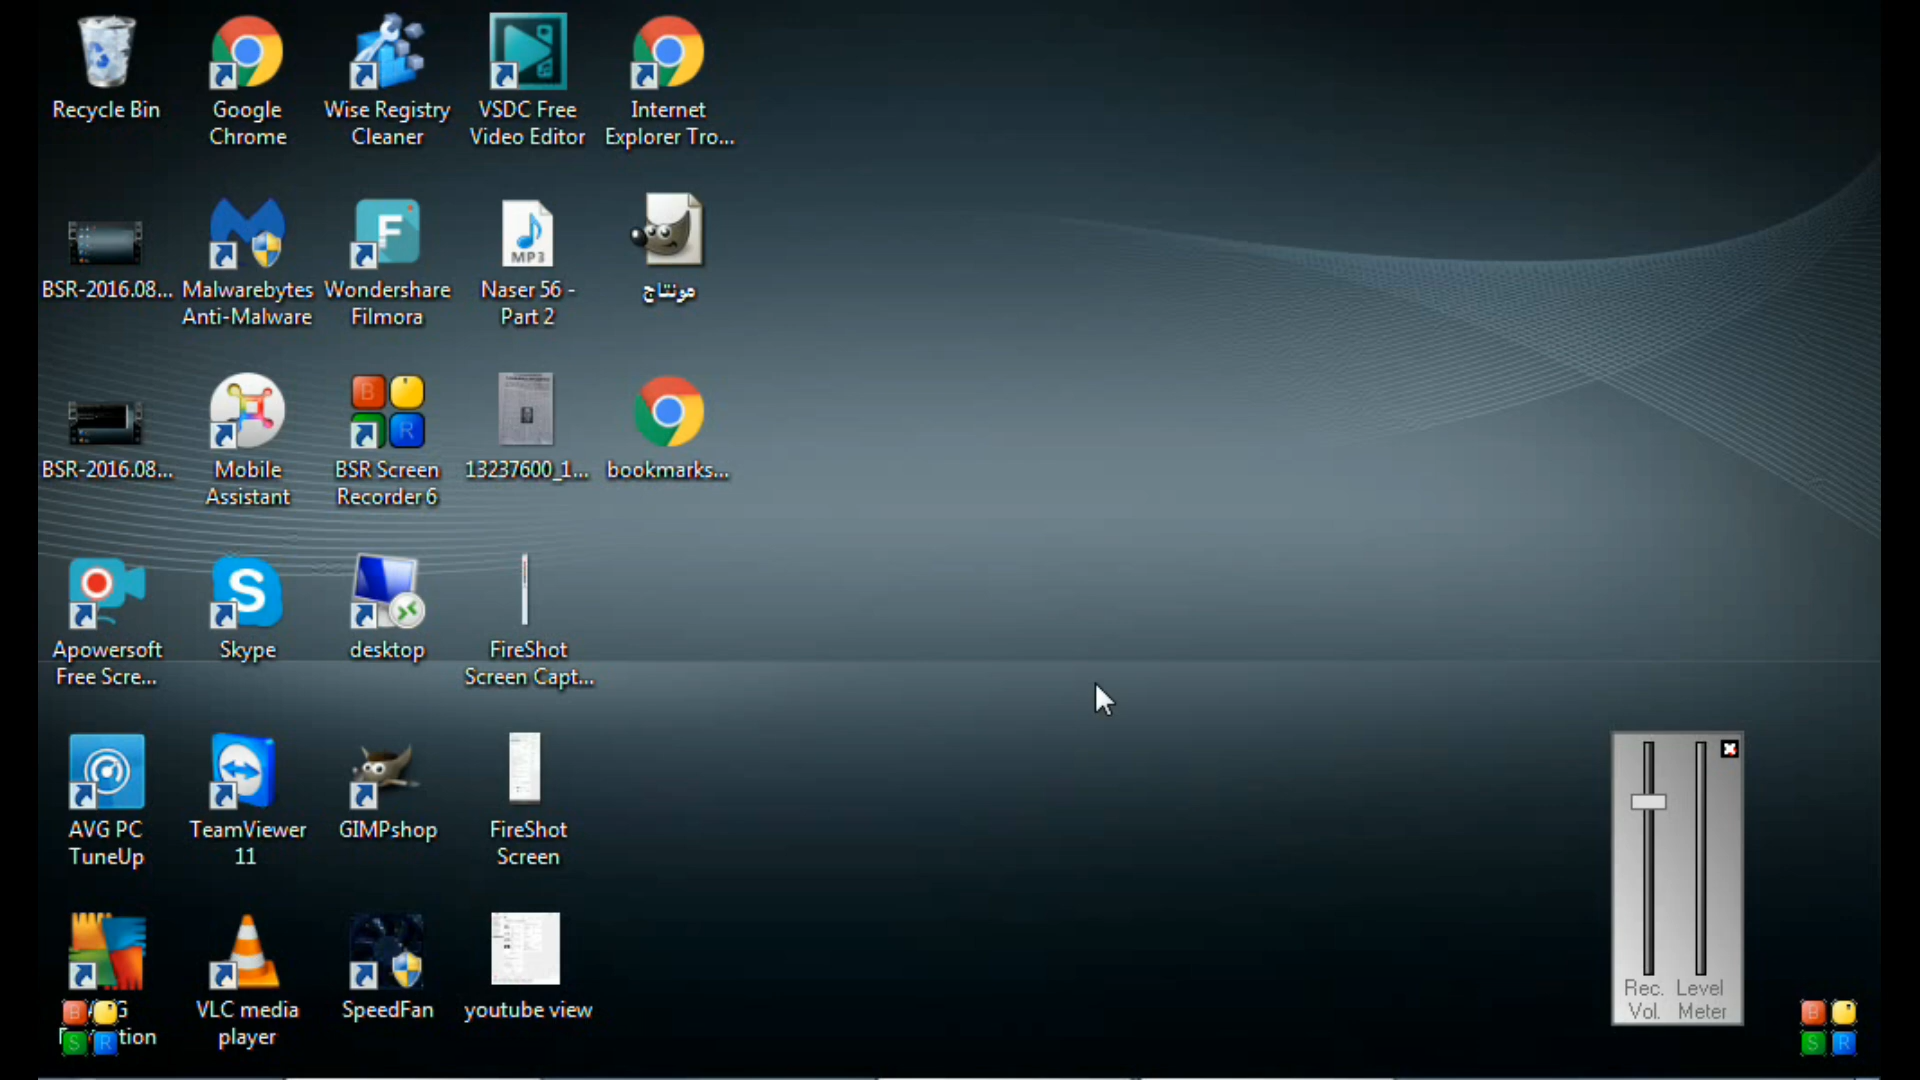 Recycle Bin
Google
Chrome
Wise Registry
Cleaner
VSDC Free
Video Editor
Internet
Explorer Tro...
BSR-2016.08...
Malwarebytes
Anti-Malware
Wondershare
Filmora
MP3
Naser 56 -
Part 2
مونتاج
BSR-2016.08...
Mobile
Assistant
B
R
BSR Screen
Recorder 6
13237600_1...
bookmarks...
Apowersoft
Free Scre...
Skype
desktop
FireShot
Screen Capt...
AVG PC
TuneUp
TeamViewer
11
GIMPshop
FireShot
Screen
VLC media
player
SpeedFan
youtube view
B
S R
Rec. Level
Vol. Meter
B
S R